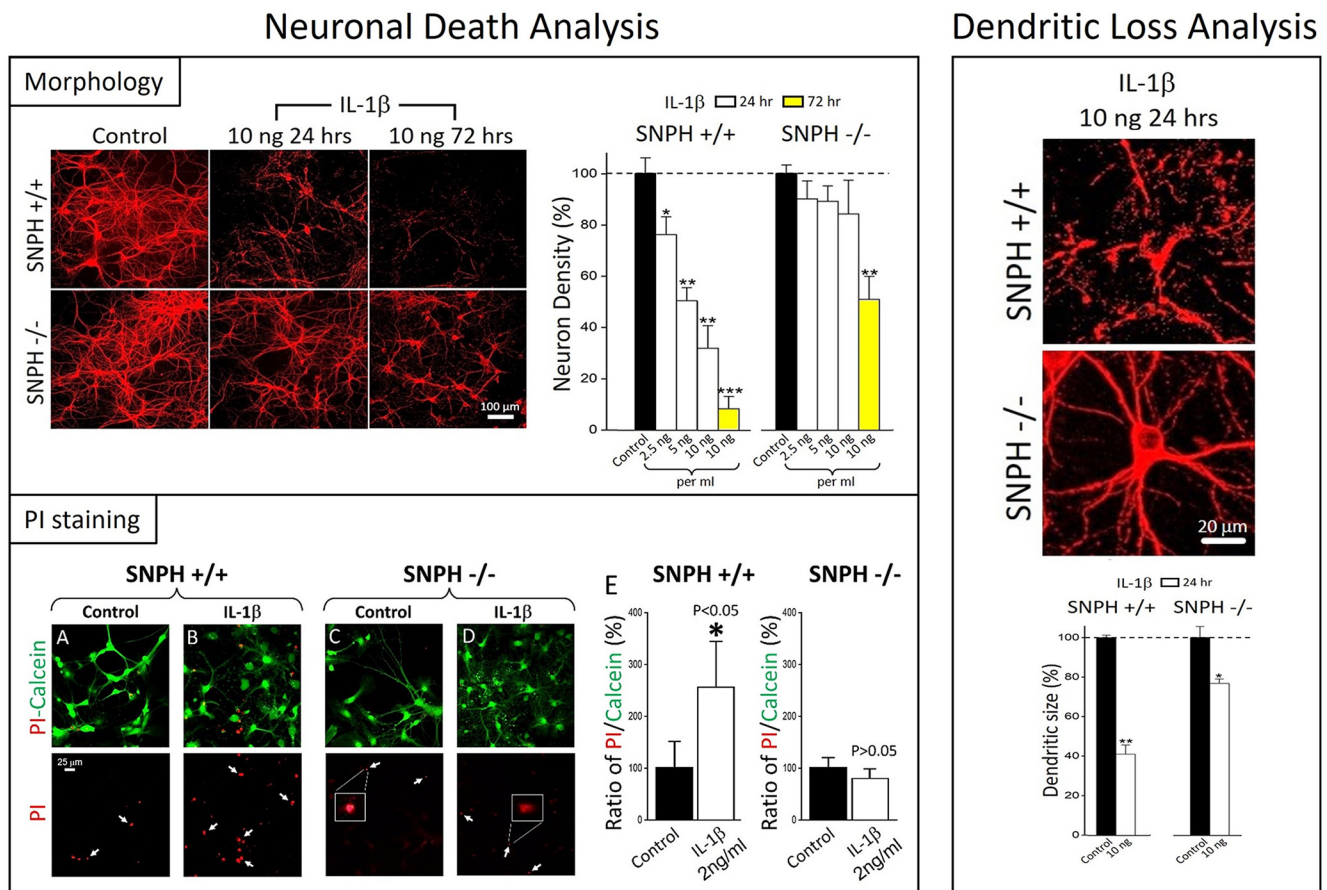 Neuronal Death Analysis
Dendritic Loss Analysis
Morphology
IL-1β
Control
10 ng 24 hrs
10 ng 72 hrs
SNPH +/+
SNPH -/-
100 µm
IL-1β 24 hr 72 hr
SNPH +/+
SNPH -/-
Neuron Density (%)
100
80
60
40
20
0
*
**
**
***
**
Control
2.5 ng
5 ng
10 ng
10 ng
per ml
Control
2.5 ng
5 ng
10 ng
10 ng
per ml
PI staining
SNPH +/+
SNPH -/-
Control
IL-1β
Control
IL-1β
PI-Calcein
PI
A
B
C
D
25 µm
E
SNPH +/+
SNPH -/-
Ratio of PI/Calcein (%)
400
300
200
100
0
P<0.05
*
Control
IL-1β
2ng/ml
Ratio of PI/Calcein (%)
400
300
200
100
0
P>0.05
Control
IL-1β
2ng/ml
IL-1β
10 ng 24 hrs
SNPH +/+
SNPH -/-
20 µm
IL-1β 24 hr
SNPH +/+
SNPH -/-
Dendritic size (%)
100
80
60
40
20
0
**
*
Control
10 ng
Control
10 ng